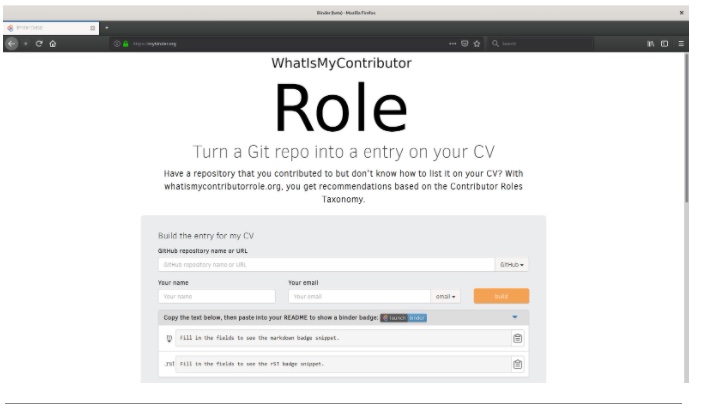 Binder (beta) - Mozilla Firefox
Binder (beta)
https://mybinder.org
Search
WhatIsMyContributor
Role
Turn a Git repo into a entry on your CV
Have a repository that you contributed to but don't know how to list it on your CV? With
whatismycontributorrole.org, you get recommendations based on the Contributor Roles
Taxonomy.
Build the entry for my CV
GitHub repository name or URL
GitHub repository name or URL
GitHub
Your name
Your email
Your name
Your email
email
build
Copy the text below, then paste into your README to show a binder badge: launch binder
Fill in the fields to see the markdown badge snippet.
.rst Fill in the fields to see the rST badge snippet.